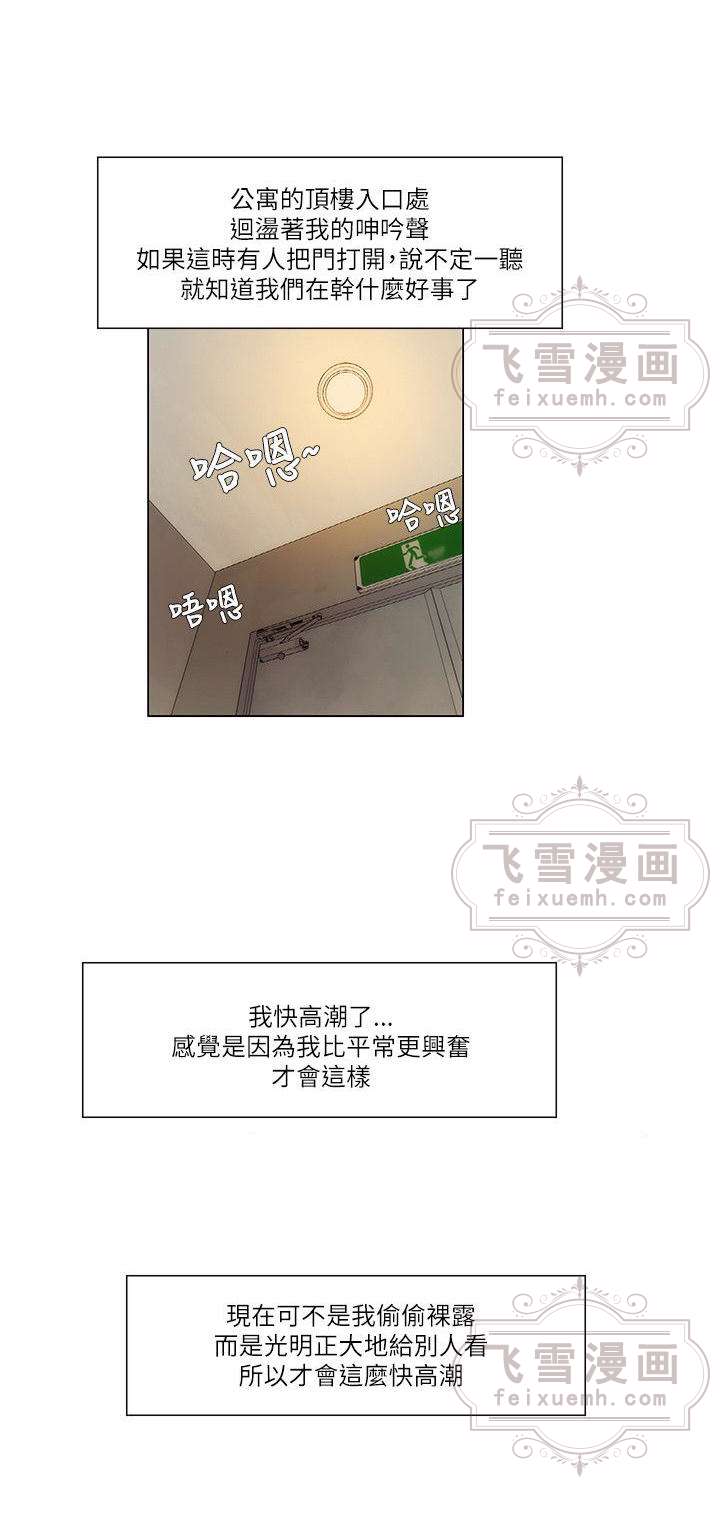 公寓的頂樓入口處
迴盪著我的呻吟聲
如果這時有人把門打開,說不定一聽
就知道我們在幹什麼好事了
飞雪漫画
feixuemh.com
哈嗯~
哈嗯
唔嗯
飞雪漫画
feixuemh.com
我快高潮了...
感覺是因為我比平常更興奮
才會這樣
現在可不是我偷偷裸露
而是光明正大地給別人看
所以才會這麼快高潮
飞雪漫画
feixuemh.com